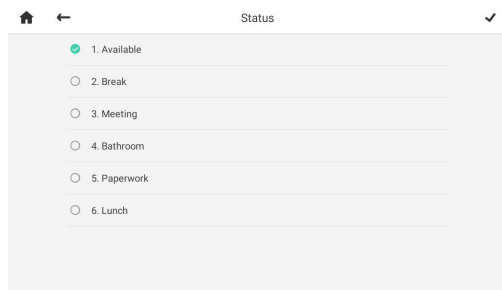 Status
1. Available
2. Break
3. Meeting
4. Bathroom
5. Paperwork
6. Lunch